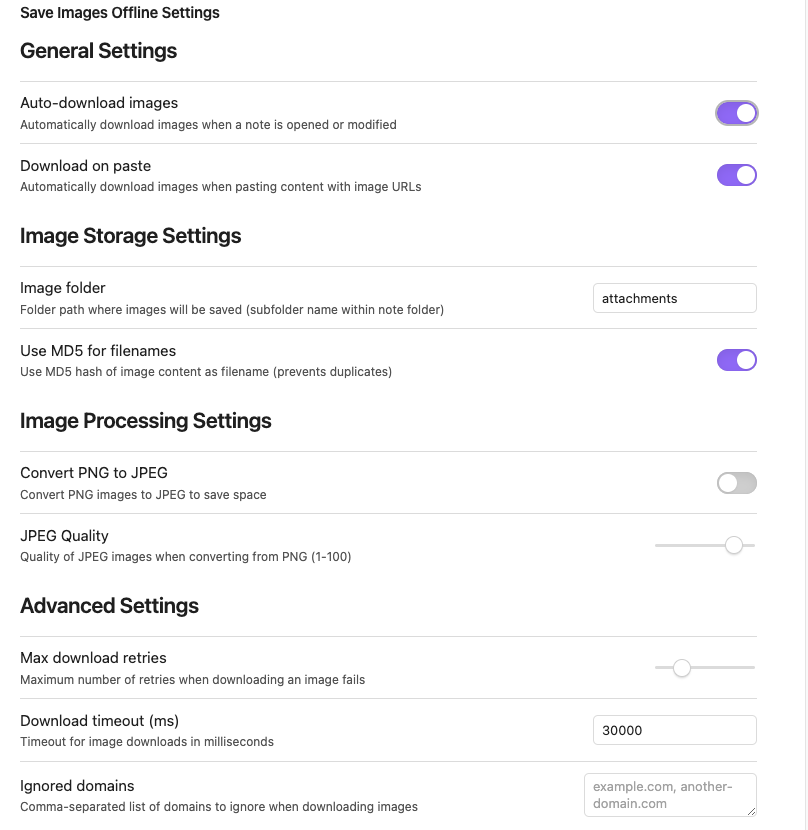 Save Images Offline Settings
General Settings
Auto-download images
Automatically download images when a note is opened or modified
Download on paste
Automatically download images when pasting content with image URLs
Image Storage Settings
Image folder
Folder path where images will be saved (subfolder name within note folder)
attachments
Use MD5 for filenames
Use MD5 hash of image content as filename (prevents duplicates)
Image Processing Settings
Convert PNG to JPEG
Convert PNG images to JPEG to save space
JPEG Quality
Quality of JPEG images when converting from PNG (1-100)
Advanced Settings
Max download retries
Maximum number of retries when downloading an image fails
Download timeout (ms)
Timeout for image downloads in milliseconds
30000
Ignored domains
Comma-separated list of domains to ignore when downloading images
example.com, another-
domain.com